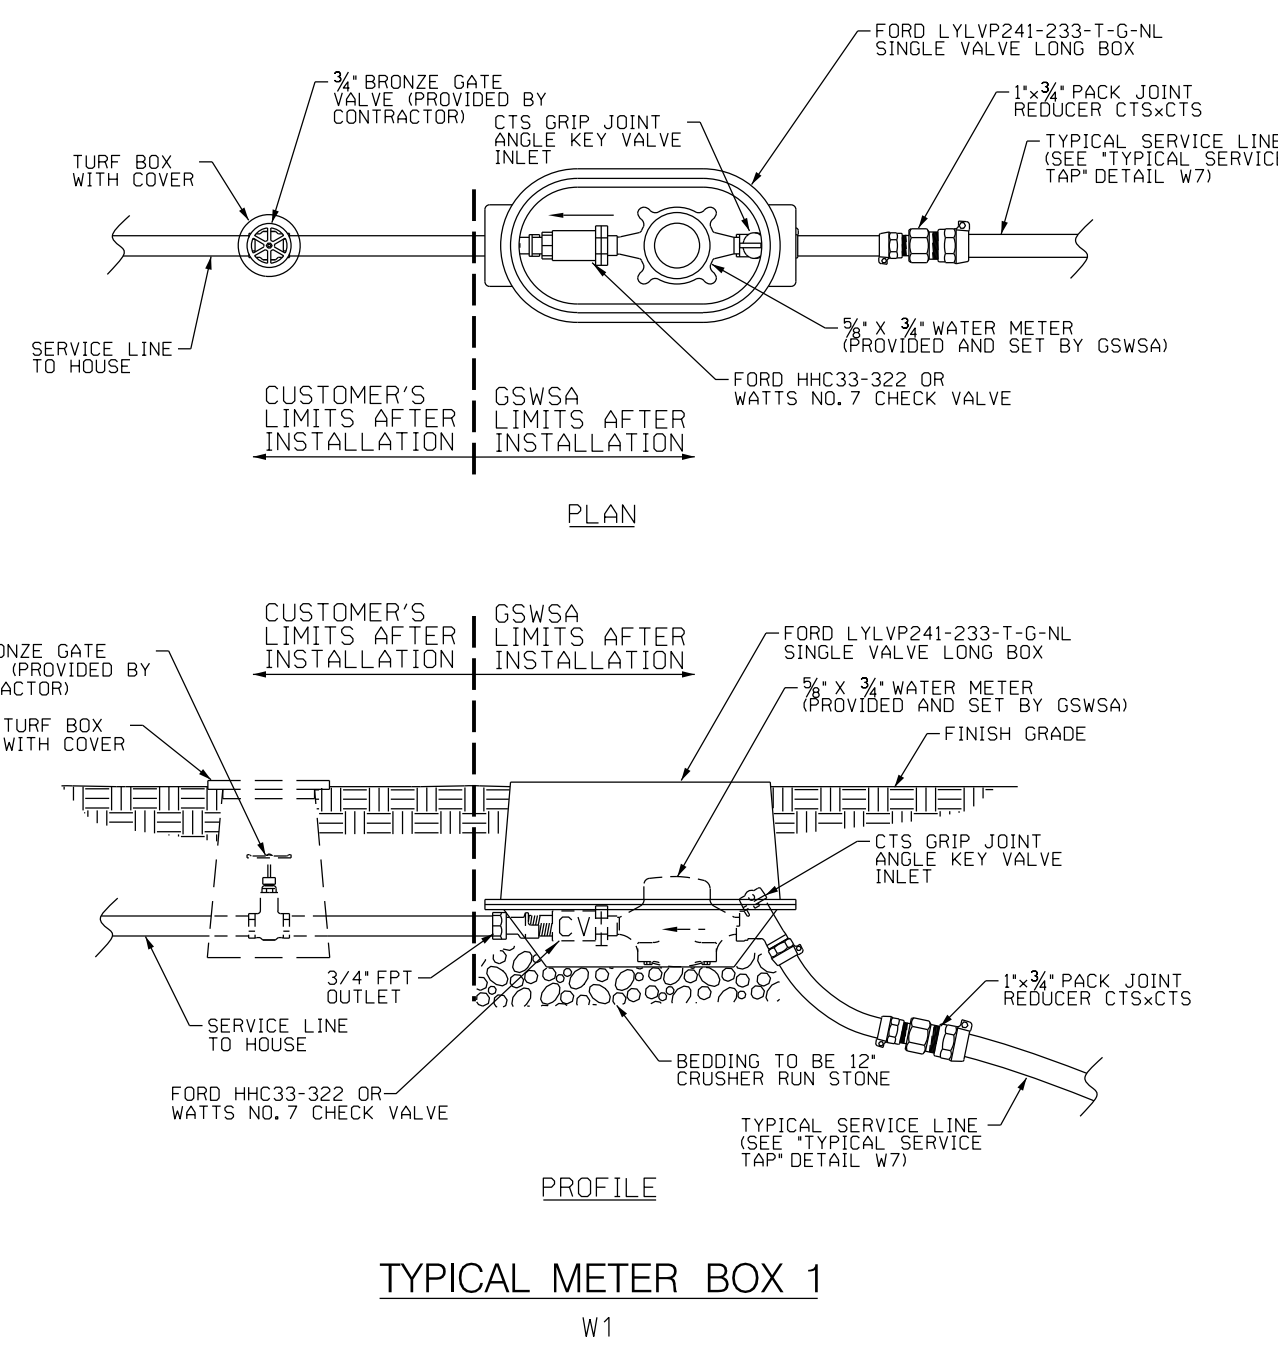 FORD LYLVP241-233-T-G-NL
SINGLE VALVE LONG BOX
3/4" BRONZE GATE
VALVE (PROVIDED BY
CONTRACTOR)
1"x3/4" PACK JOINT
REDUCER CTSxCTS
CTS GRIP JOINT
ANGLE KEY VALVE
INLET
TYPICAL SERVICE LINE
(SEE "TYPICAL SERVICE
TAP" DETAIL W7)
TURF BOX
WITH COVER
5/8" X 3/4" WATER METER
(PROVIDED AND SET BY GSWSA)
SERVICE LINE
TO HOUSE
FORD HHC33-322 OR
WATTS NO. 7 CHECK VALVE
CUSTOMER'S
LIMITS AFTER
INSTALLATION
GSWSA
LIMITS AFTER
INSTALLATION
PLAN
CUSTOMER'S
LIMITS AFTER
INSTALLATION
GSWSA
LIMITS AFTER
INSTALLATION
FORD LYLVP241-233-T-G-NL
SINGLE VALVE LONG BOX
ONZE GATE
(PROVIDED BY
ACTOR)
5/8" X 3/4" WATER METER
(PROVIDED AND SET BY GSWSA)
TURF BOX
WITH COVER
FINISH GRADE
CTS GRIP JOINT
ANGLE KEY VALVE
INLET
CV
3/4" FPT
OUTLET
1"x3/4" PACK JOINT
REDUCER CTSxCTS
SERVICE LINE
TO HOUSE
BEDDING TO BE 12"
CRUSHER RUN STONE
FORD HHC33-322 OR
WATTS NO. 7 CHECK VALVE
TYPICAL SERVICE LINE
(SEE "TYPICAL SERVICE
TAP" DETAIL W7)
PROFILE
TYPICAL METER BOX 1
W1